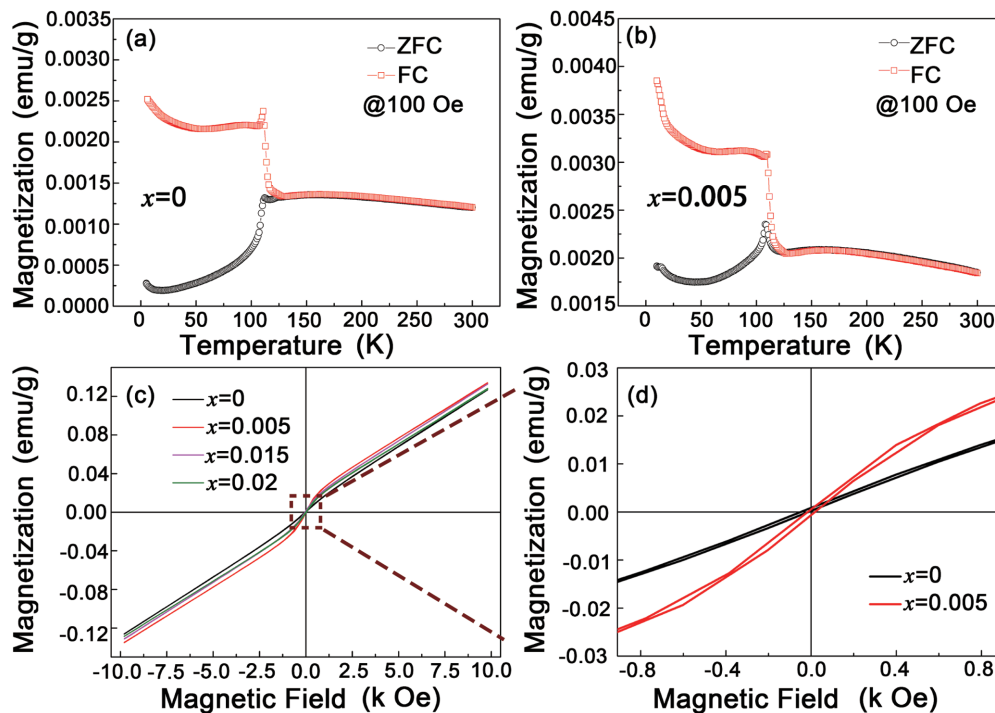 (a)
ZFC
FC
@100 Oe
x=0
Magnetization (emu/g)
0.0035
0.0030
0.0025
0.0020
0.0015
0.0010
0.0005
0.0000
0 50 100 150 200 250 300
Temperature (K)
(b)
ZFC
FC
@100 Oe
x=0.005
Magnetization (emu/g)
0.0045
0.0040
0.0035
0.0030
0.0025
0.0020
0.0015
0 50 100 150 200 250 300
Temperature (K)
(c)
x=0
x=0.005
x=0.015
x=0.02
Magnetization (emu/g)
0.12
0.08
0.04
0.00
-0.04
-0.08
-0.12
-10.0 -7.5 -5.0 -2.5 0.0 2.5 5.0 7.5 10.0
Magnetic Field (k Oe)
(d)
x=0
x=0.005
Magnetization (emu/g)
0.03
0.02
0.01
0.00
-0.01
-0.02
-0.03
-0.8 -0.4 0.0 0.4 0.8
Magnetic Field (k Oe)